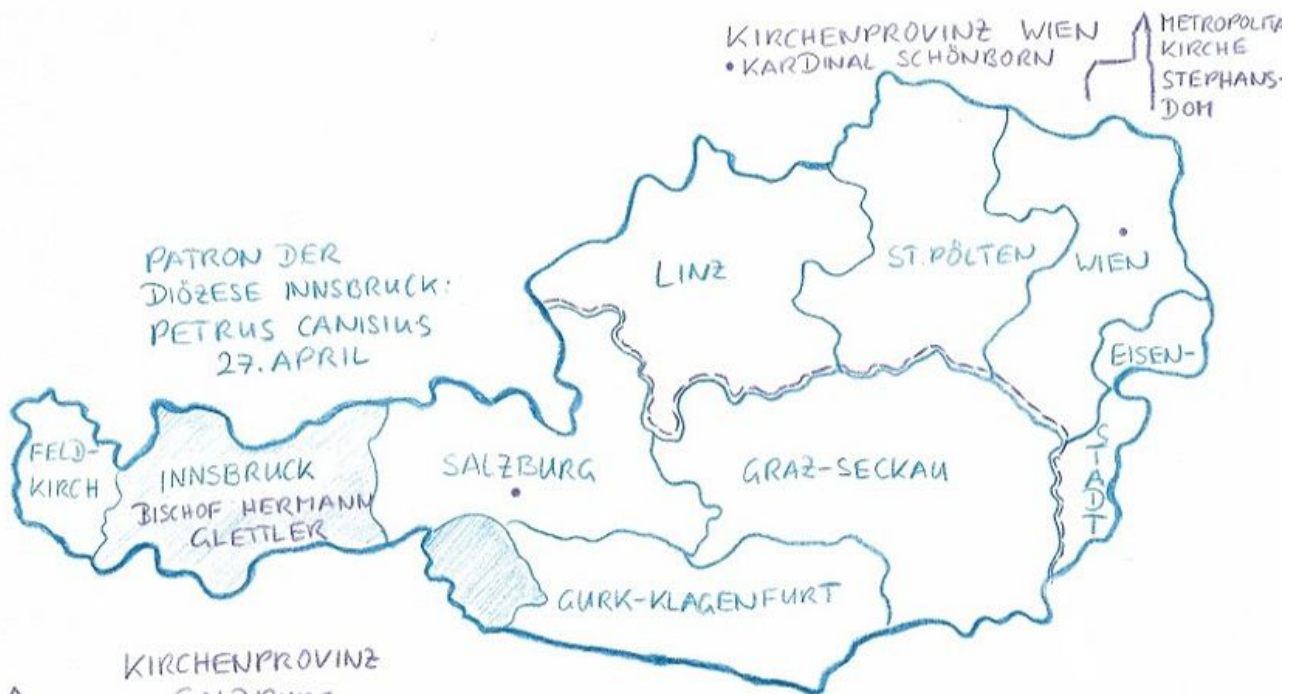 KIRCHENPROVINZ WIEN
• KARDINAL SCHÖNBORN
METROPOLITA
KIRCHE
STEPHANS-
DOM
PATRON DER
DIÖZESE INNSBRUCK:
PETRUS CANISIUS
27. APRIL
LINZ
ST. PÖLTEN
WIEN
EISEN-
STADT
FELD-
KIRCH
INNSBRUCK
BISCHOF HERMANN
GLETTLER
SALZBURG
GRAZ-SECKAU
GURK-KLAGENFURT
KIRCHENPROVINZ